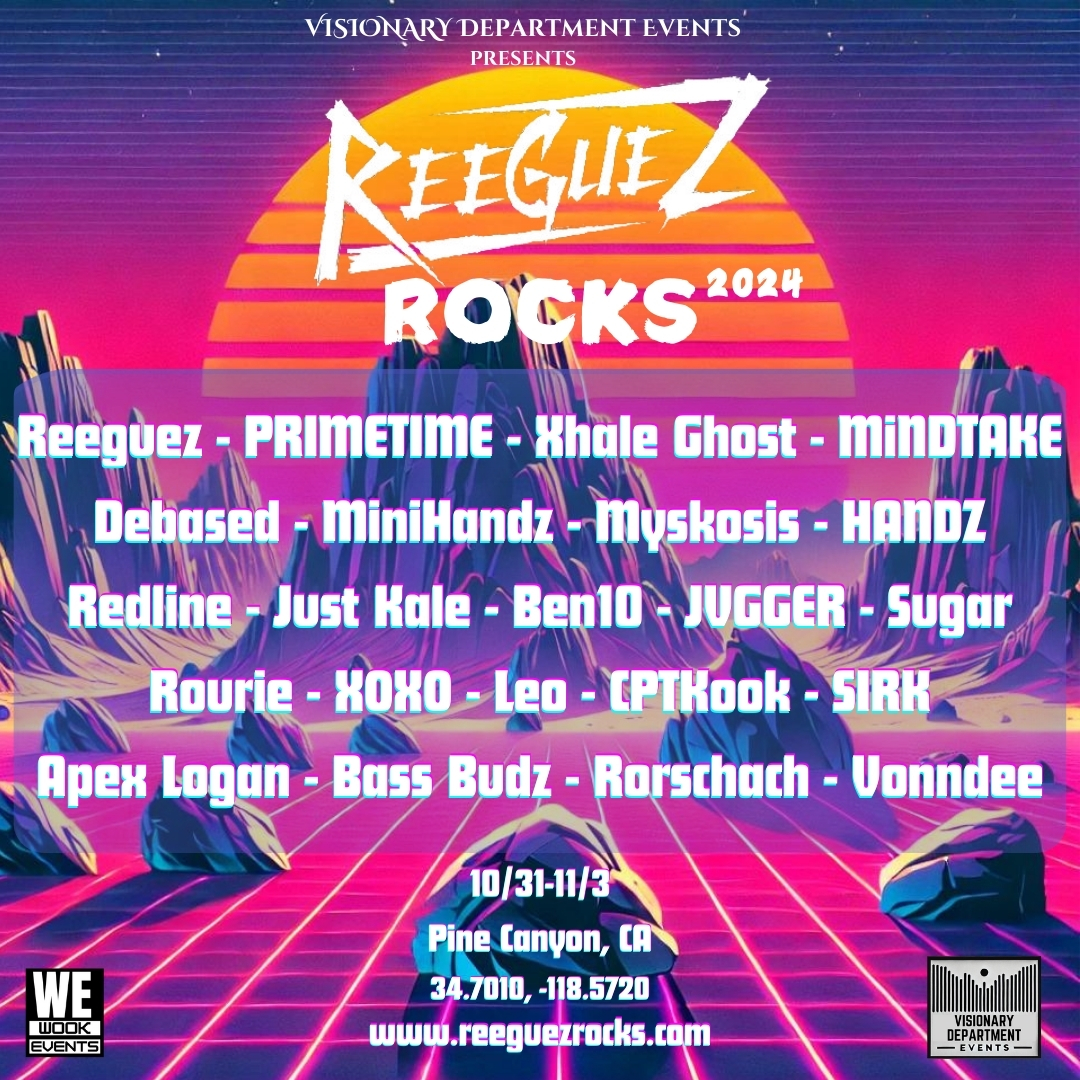 VISIONARY DEPARTMENT EVENTS
PRESENTS
REEGUEZ
ROCKS 2024
Reeguez - PRIMETIME - Xhale Ghost - MiNDTAKE
Debased - MiniHandz - Myskosis - HANDZ
Redline - Just Kale - Ben10 - JVGGER - Sugar
Rourie - XOXO - Leo - CPTKook - SIRK
Apex Logan - Bass Budz - Rorschach - Vonndee
10/31-11/3
Pine Canyon, CA
34.7010, -118.5720
www.reeguezrocks.com
WE
WOOK
EVENTS
VISIONARY
DEPARTMENT
EVENTS